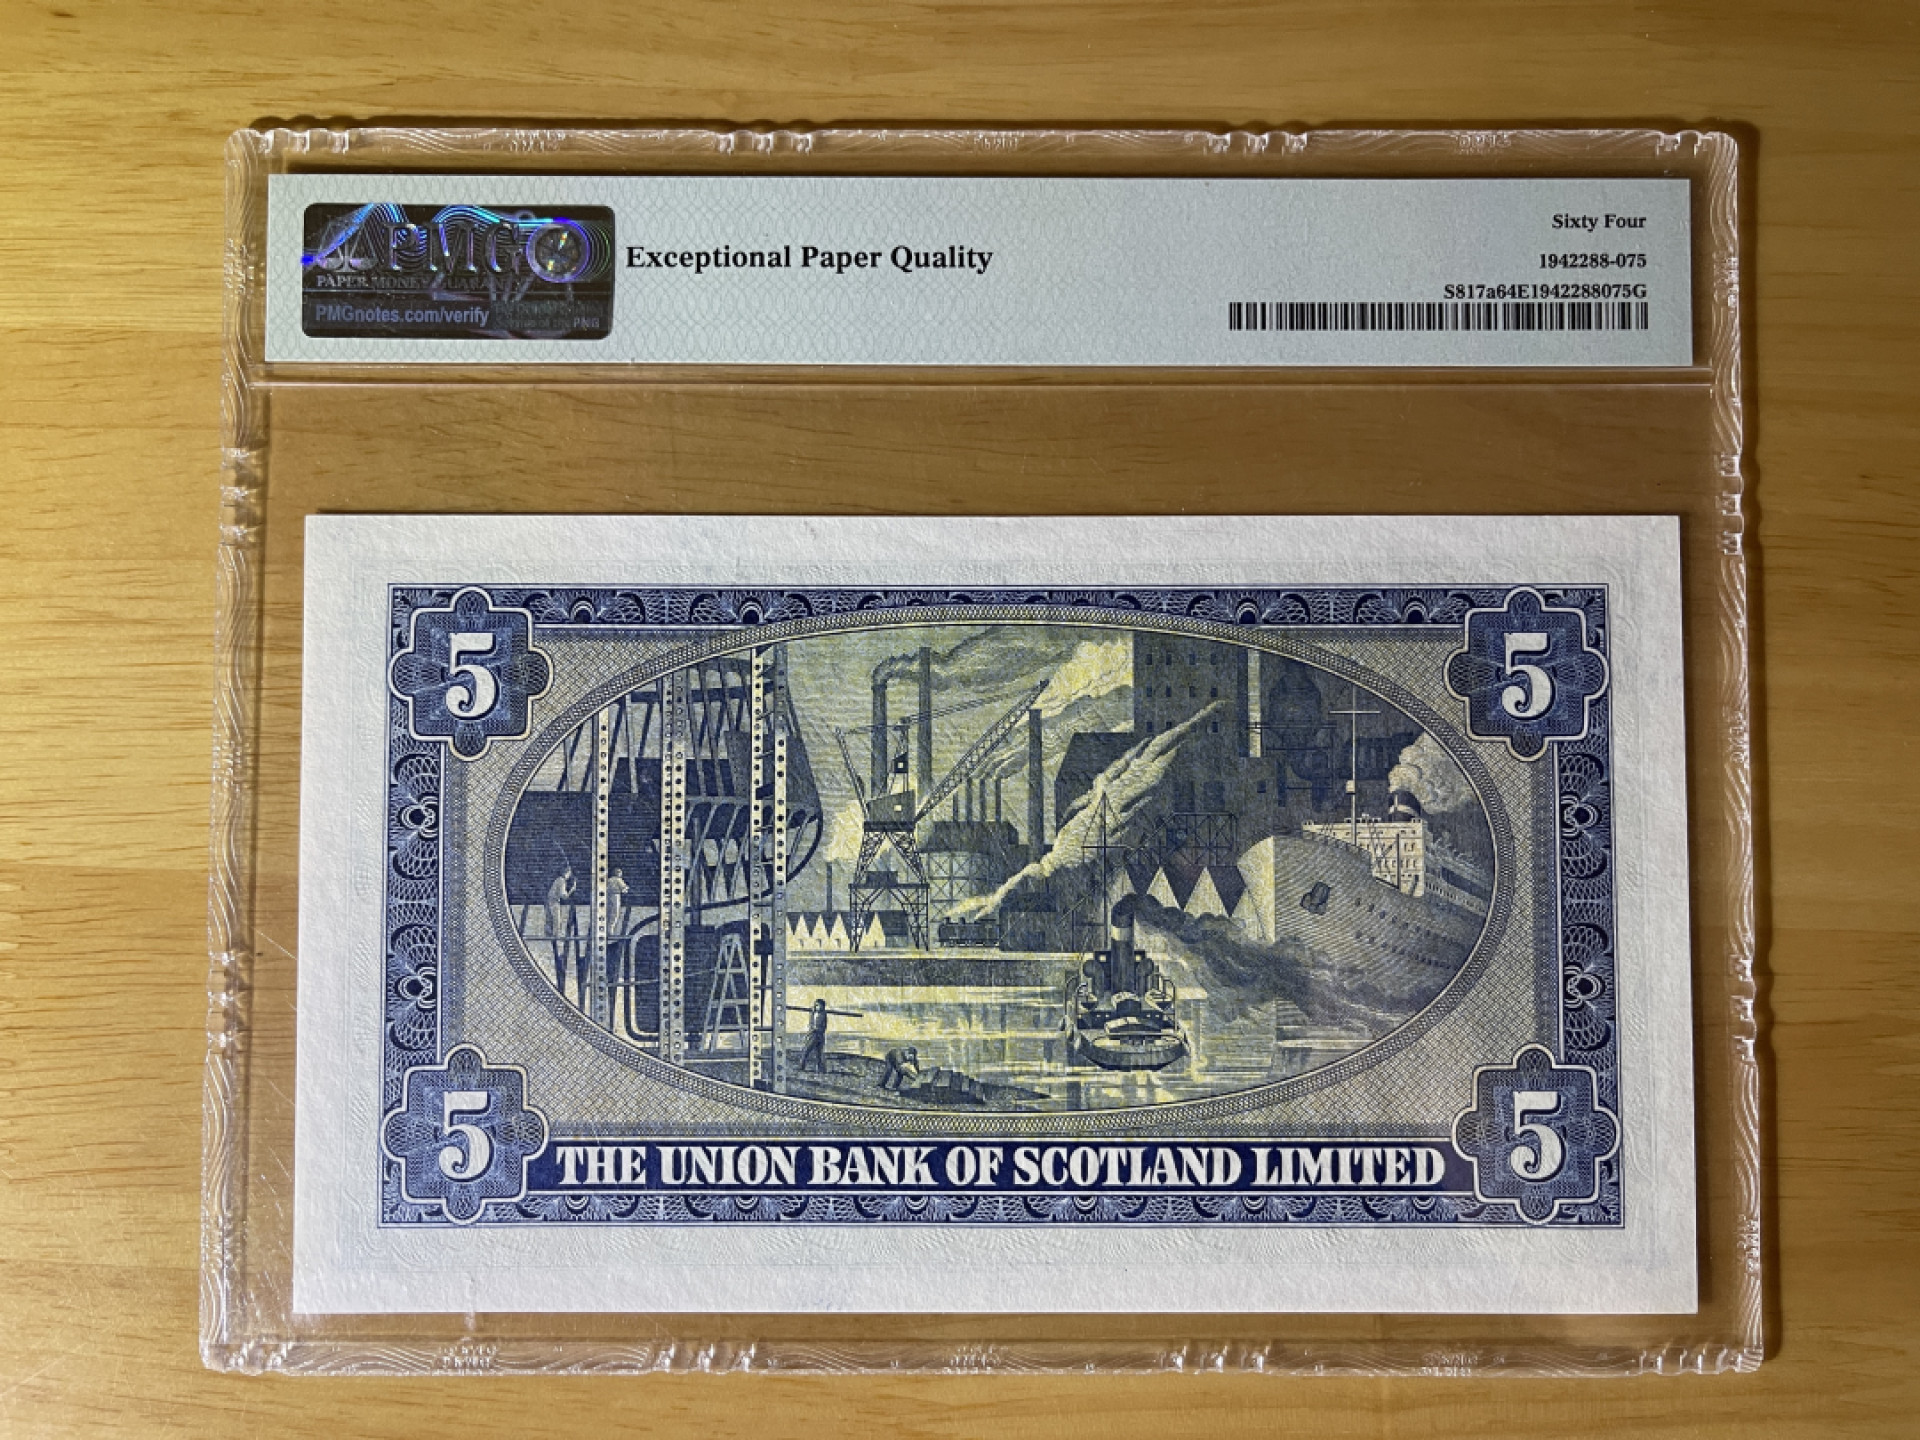 PMG
PAPER MONEY GUARANTY
PMGnotes.com/verify
PNG
Exceptional Paper Quality
Sixty Four
1942288-075
S817a64E1942288075G
5
5
5
5
THE UNION BANK OF SCOTLAND LIMITED